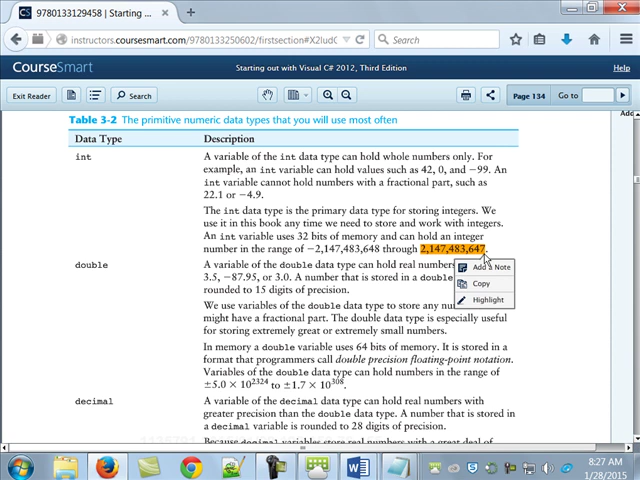 9780133129458 | Starting ...
instructors.coursesmart.com/9780133250602/firstsection#X2ludC
Search
CourseSmart
Starting out with Visual C# 2012, Third Edition
Help
Exit Reader
Search
Page 134
Go to
Add
Table 3-2 The primitive numeric data types that you will use most often
Data Type Description
int A variable of the int data type can hold whole numbers only. For
example, an int variable can hold values such as 42, 0, and −99. An
int variable cannot hold numbers with a fractional part, such as
22.1 or −4.9.
The int data type is the primary data type for storing integers. We
use it in this book any time we need to store and work with integers.
An int variable uses 32 bits of memory and can hold an integer
number in the range of −2,147,483,648 through 2,147,483,647.
double A variable of the double data type can hold real numbers
3.5, −87.95, or 3.0. A number that is stored in a double
rounded to 15 digits of precision.
Add a Note
Copy
Highlight
We use variables of the double data type to store any num
might have a fractional part. The double data type is especially useful
for storing extremely great or extremely small numbers.
In memory a double variable uses 64 bits of memory. It is stored in a
format that programmers call double precision floating-point notation.
Variables of the double data type can hold numbers in the range of
±5.0 × 10²³²⁴ to ±1.7 × 10³⁰⁸.
decimal A variable of the decimal data type can hold real numbers with
greater precision than the double data type. A number that is stored in
a decimal variable is rounded to 28 digits of precision.
Because decimal variables store real numbers with a great deal of
8:27 AM
1/28/2015